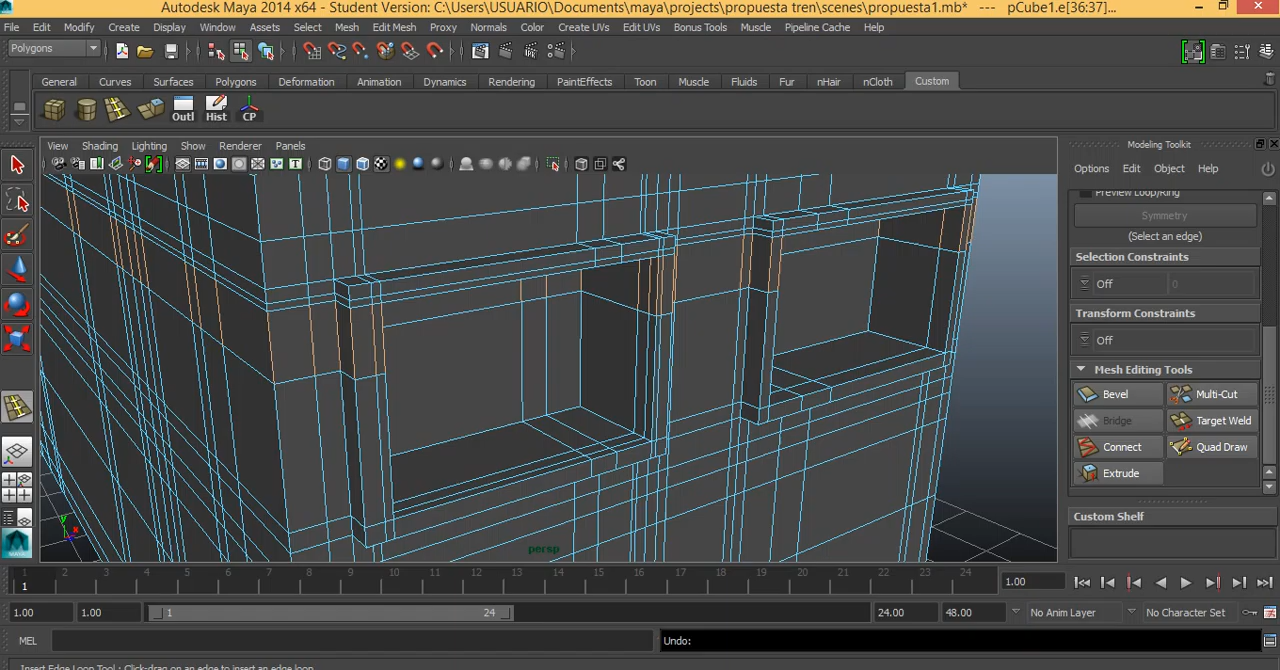 Autodesk Maya 2014 x64 - Student Version: C:\Users\USUARIO\Documents\maya\projects\propuesta tren\scenes\propuesta1.mb* --- pCube1.e[36:37]...
File Edit Modify Create Display Window Assets Select Mesh Edit Mesh Proxy Normals Color Create UVs Edit UVs Bonus Tools Muscle Pipeline Cache Help
Polygons
General Curves Surfaces Polygons Deformation Animation Dynamics Rendering PaintEffects Toon Muscle Fluids Fur nHair nCloth Custom
Outl Hist CP
View Shading Lighting Show Renderer Panels
Modeling Toolkit
Options Edit Object Help
Preview Loop/Ring
Symmetry
(Select an edge)
Selection Constraints
Off 0
Transform Constraints
Off
Mesh Editing Tools
Bevel Multi-Cut
Bridge Target Weld
Connect Quad Draw
Extrude
Custom Shelf
y x
persp
MAYA
1 2 3 4 5 6 7 8 9 10 11 12 13 14 15 16 17 18 19 20 21 22 23 24
1 1.00
1.00 1.00 1 24 24.00 48.00 No Anim Layer No Character Set
MEL Undo:
Insert Edge Loop Tool : Click-drag on an edge to insert an edge loop